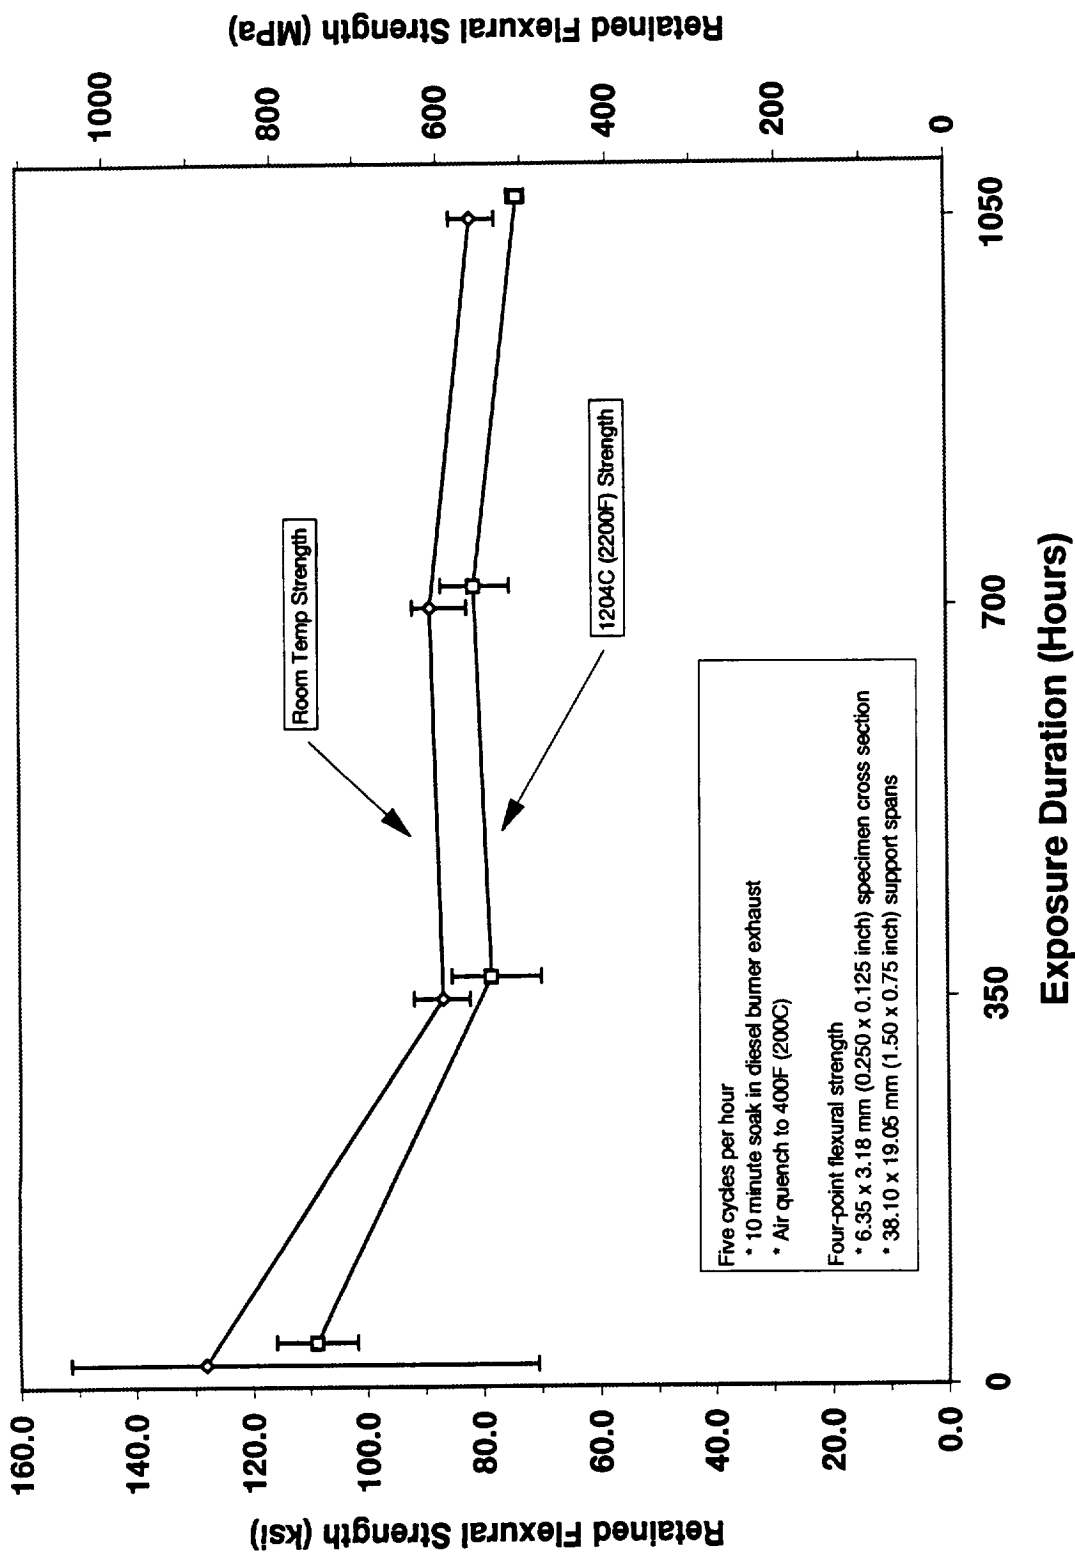 Retained Flexural Strength (ksi)
160.0
140.0
120.0
100.0
80.0
60.0
40.0
20.0
0.0
Room Temp Strength
1204C (2200F) Strength
Five cycles per hour
* 10 minute soak in diesel burner exhaust
* Air quench to 400F (200C)
Four-point flexural strength
* 6.35 x 3.18 mm (0.250 x 0.125 inch) specimen cross section
* 38.10 x 19.05 mm (1.50 x 0.75 inch) support spans
1000
800
600
400
200
0
Retained Flexural Strength (MPa)
0
350
700
1050
Exposure Duration (Hours)